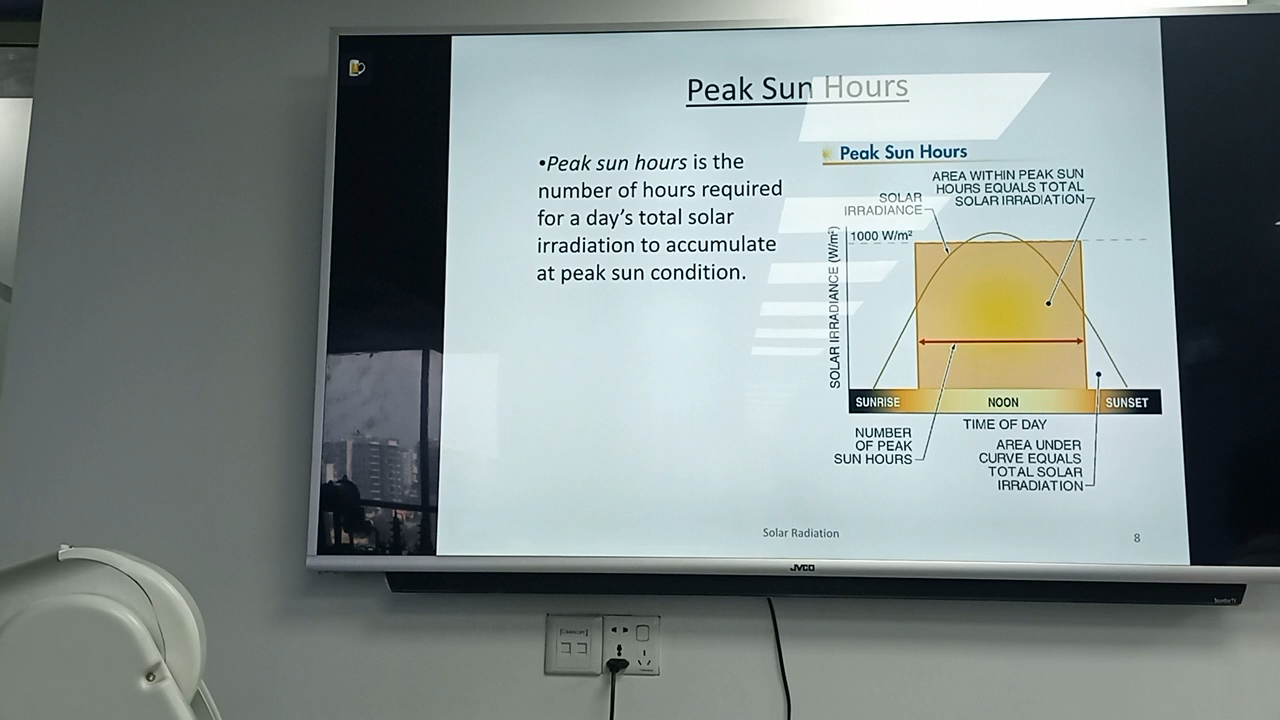 Peak Sun Hours
•Peak sun hours is the
number of hours required
for a day's total solar
irradiation to accumulate
at peak sun condition.
Peak Sun Hours
AREA WITHIN PEAK SUN
HOURS EQUALS TOTAL
SOLAR IRRADIATION
SOLAR
IRRADIANCE
1000 W/m²
SOLAR IRRADIANCE (W/m²)
SUNRISE
NOON
SUNSET
TIME OF DAY
NUMBER
OF PEAK
SUN HOURS
AREA UNDER
CURVE EQUALS
TOTAL SOLAR
IRRADIATION
Solar Radiation
8
JVCO